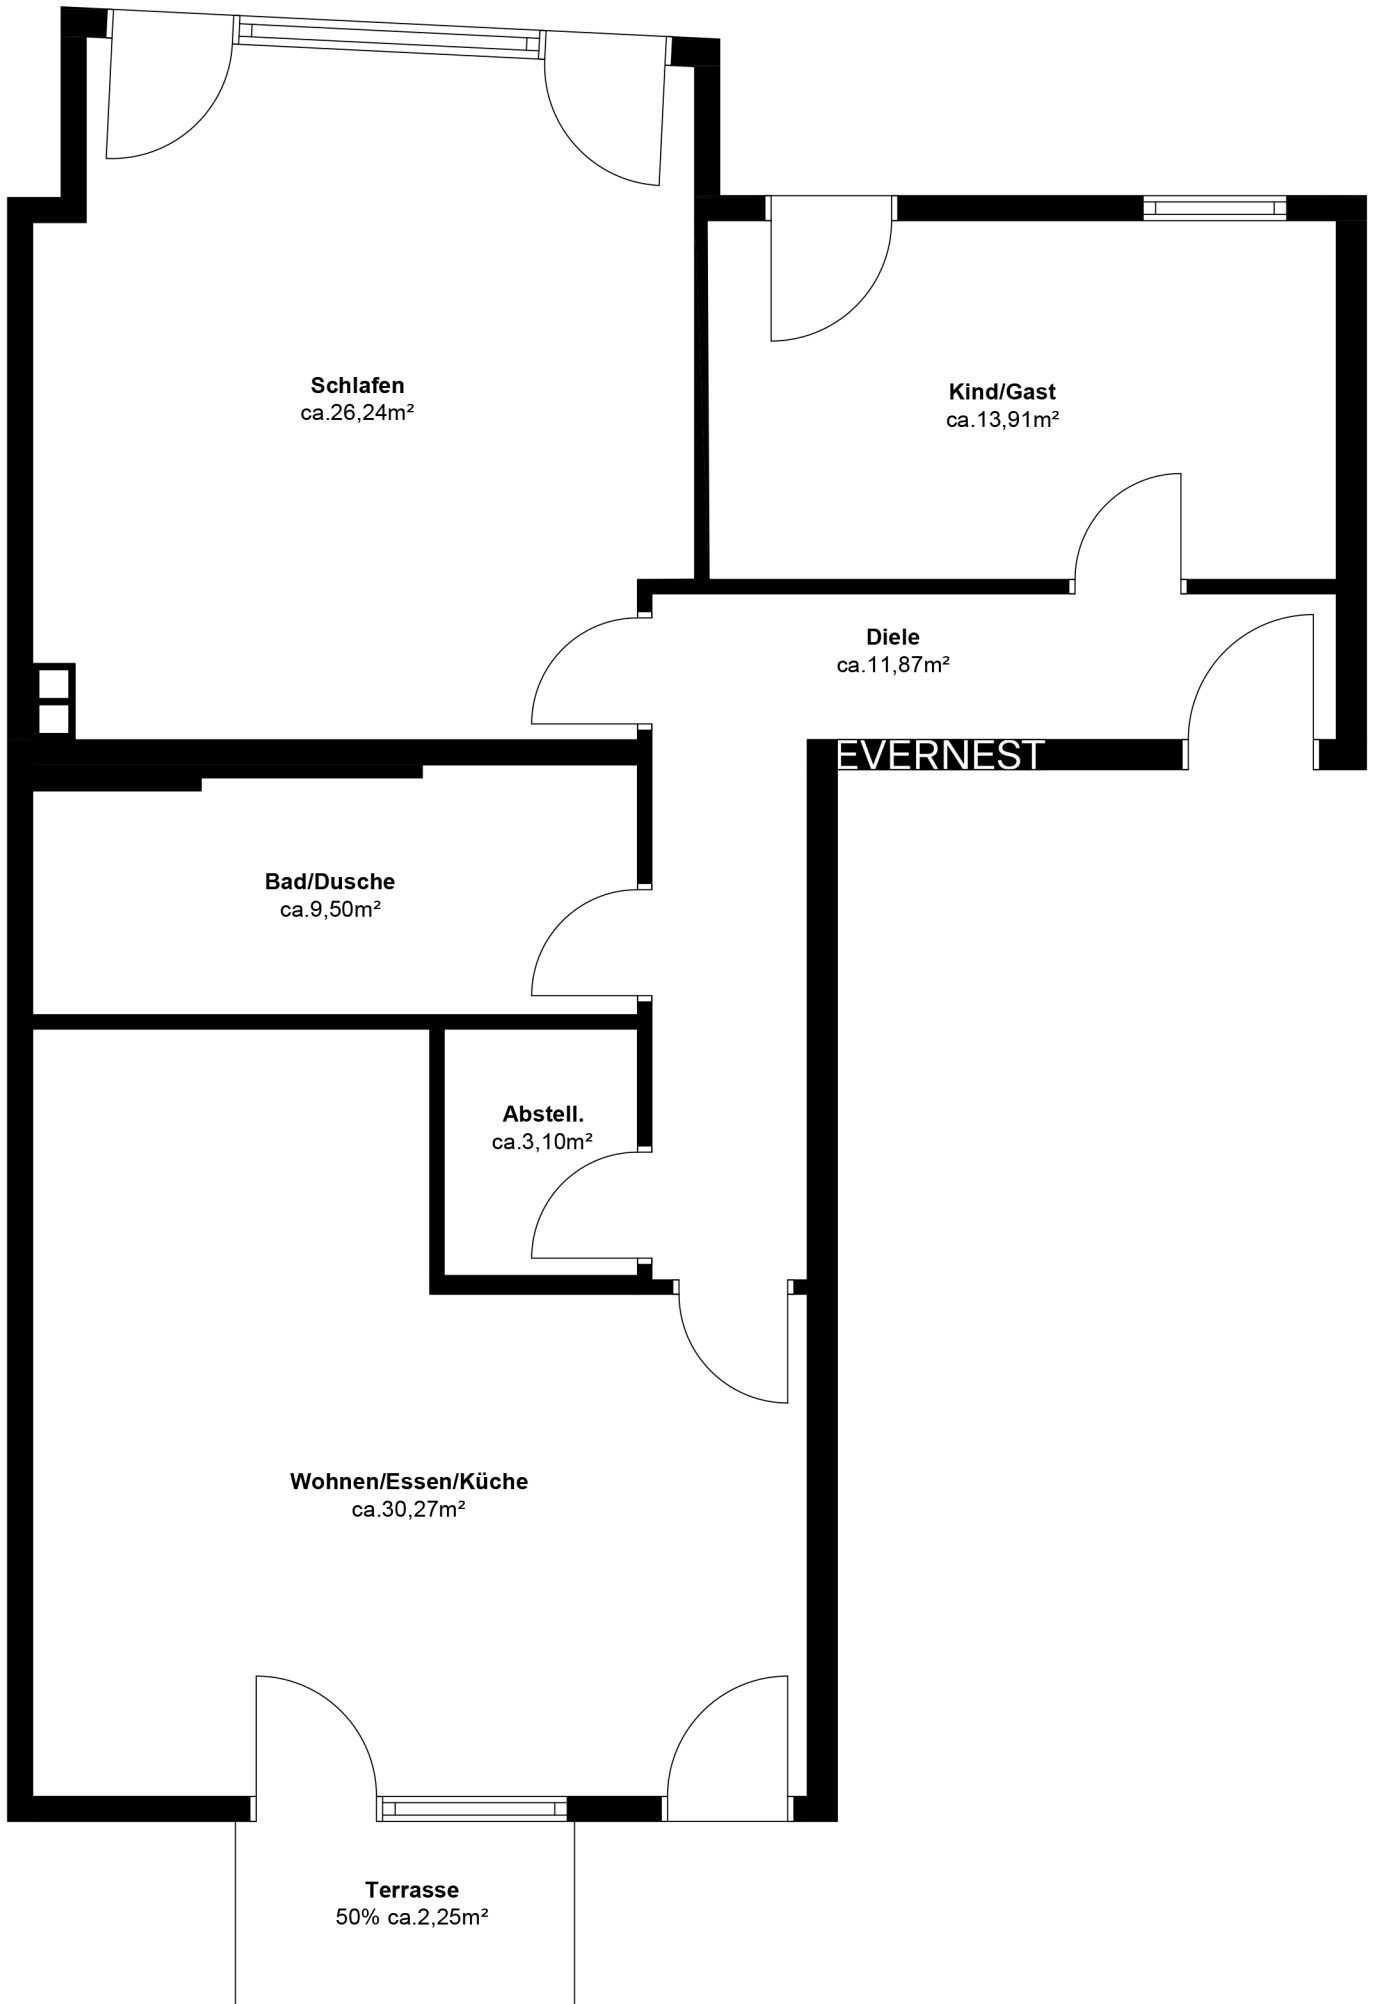 Schlafen
ca.26,24m²
Kind/Gast
ca.13,91m²
Diele
ca.11,87m²
EVERNEST
Bad/Dusche
ca.9,50m²
Abstell.
ca.3,10m²
Wohnen/Essen/Küche
ca.30,27m²
Terrasse
50% ca.2,25m²